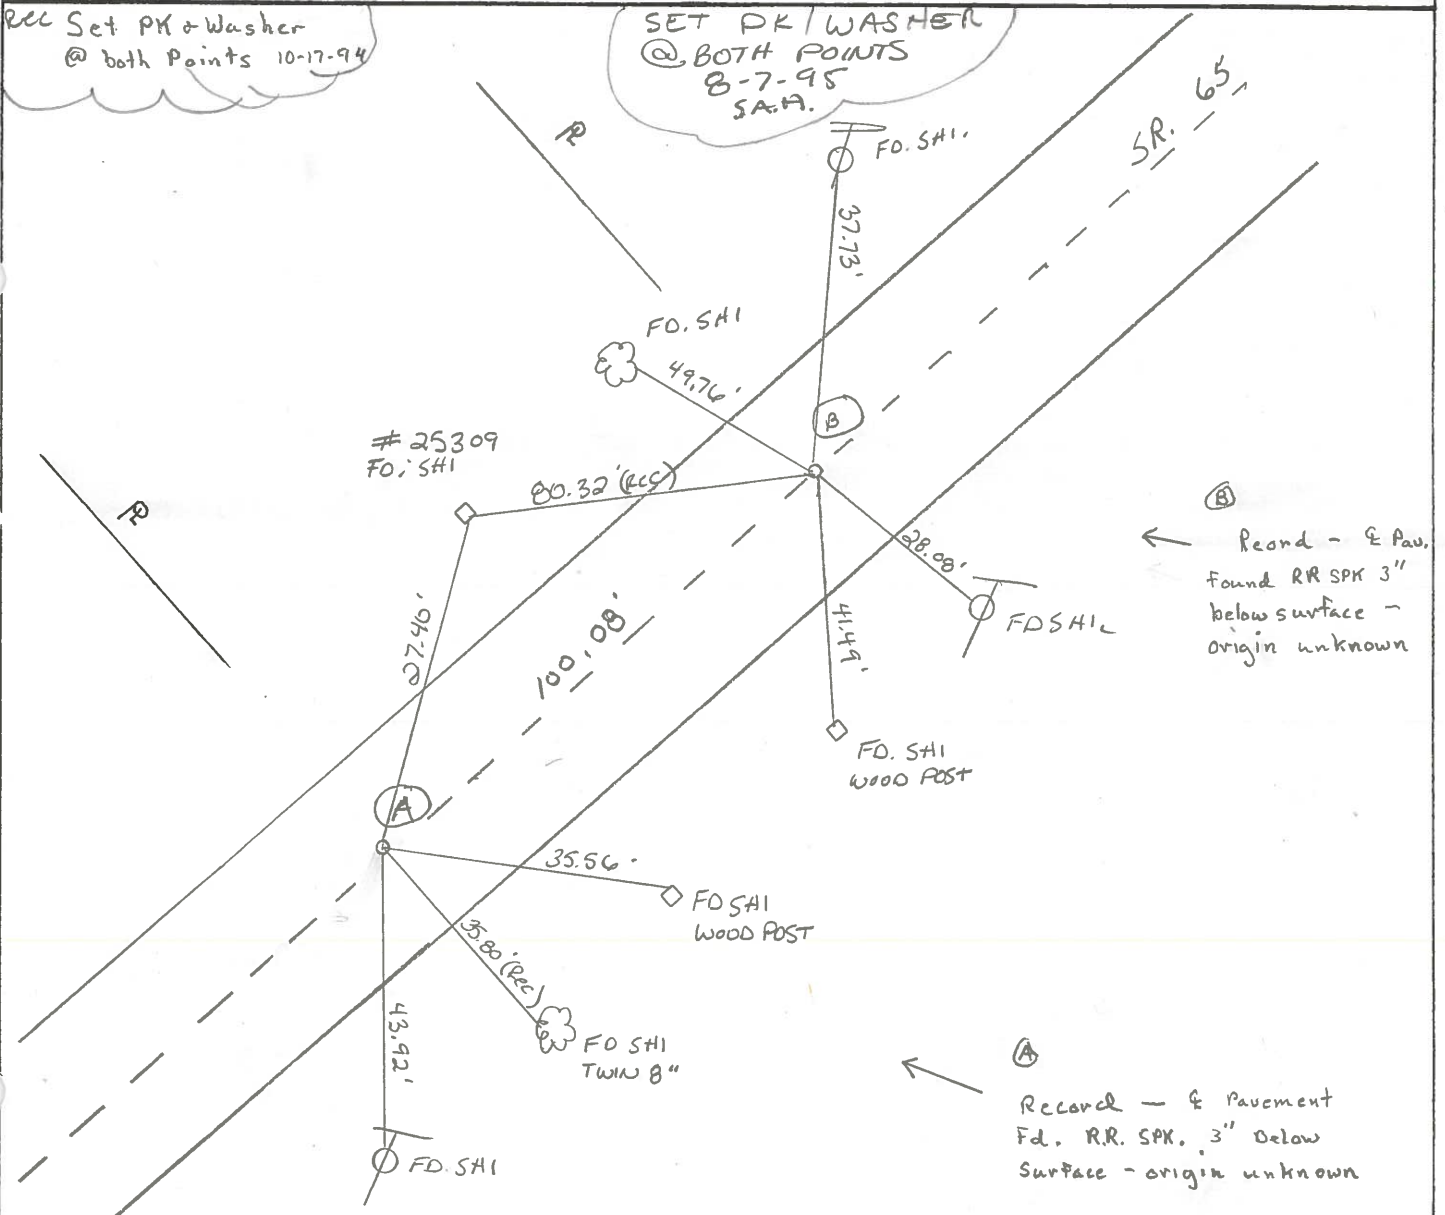 Rec Set PK & Washer
@ both Points 10-17-94
SET PK/WASHER
@ BOTH POINTS
8-7-95
S.A.H.
SR. 65
FD. SHI.
37.73'
FD. SHI
49.76'
B
# 25309
FD. SHI
80.32' (REC)
28.08'
FD SHI
41.49'
FD. SHI
WOOD POST
27.40'
100.08'
A
35.56'
FD SHI
WOOD POST
35.80' (Rec)
FD SHI
TWIN 8"
43.92'
FD. SHI
B
Reord - ℄ Pav.
Found RR SPK 3"
below surface -
origin unknown
A
Record - ℄ Pavement
Fd. R.R. SPK. 3" Below
Surface - origin unknown